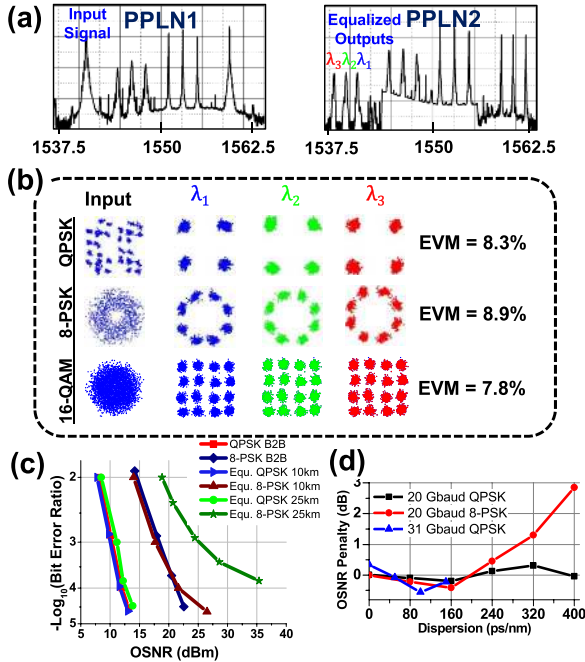 (a)
Input
Signal
PPLN1
1537.5
1550
1562.5
Equalized
Outputs
PPLN2
λ3 λ2 λ1
1537.5
1550
1562.5
(b)
Input
λ1
λ2
λ3
QPSK
EVM = 8.3%
8-PSK
EVM = 8.9%
16-QAM
EVM = 7.8%
(c)
-Log10(Bit Error Ratio)
2
3
4
5
QPSK B2B
8-PSK B2B
Equ. QPSK 10km
Equ. 8-PSK 10km
Equ. QPSK 25km
Equ. 8-PSK 25km
5 10 15 20 25 30 35 40
OSNR (dBm)
(d)
OSNR Penalty (dB)
3
2
1
0
-1
20 Gbaud QPSK
20 Gbaud 8-PSK
31 Gbaud QPSK
0 80 160 240 320 400
Dispersion (ps/nm)